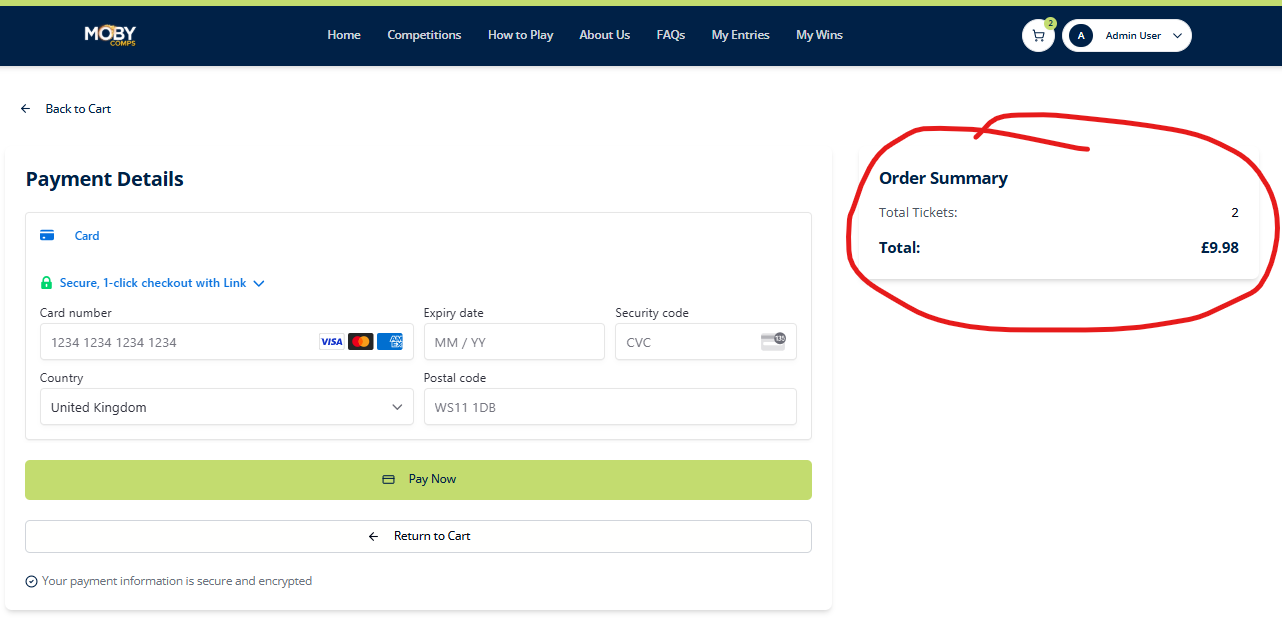 MOBY
COMPS
Home Competitions How to Play About Us FAQs My Entries My Wins
2
A Admin User
Back to Cart
Payment Details
Card
Secure, 1-click checkout with Link
Card number Expiry date Security code
1234 1234 1234 1234 VISA AM EX MM / YY CVC 135
Country Postal code
United Kingdom WS11 1DB
Pay Now
Return to Cart
Your payment information is secure and encrypted
Order Summary
Total Tickets: 2
Total: £9.98